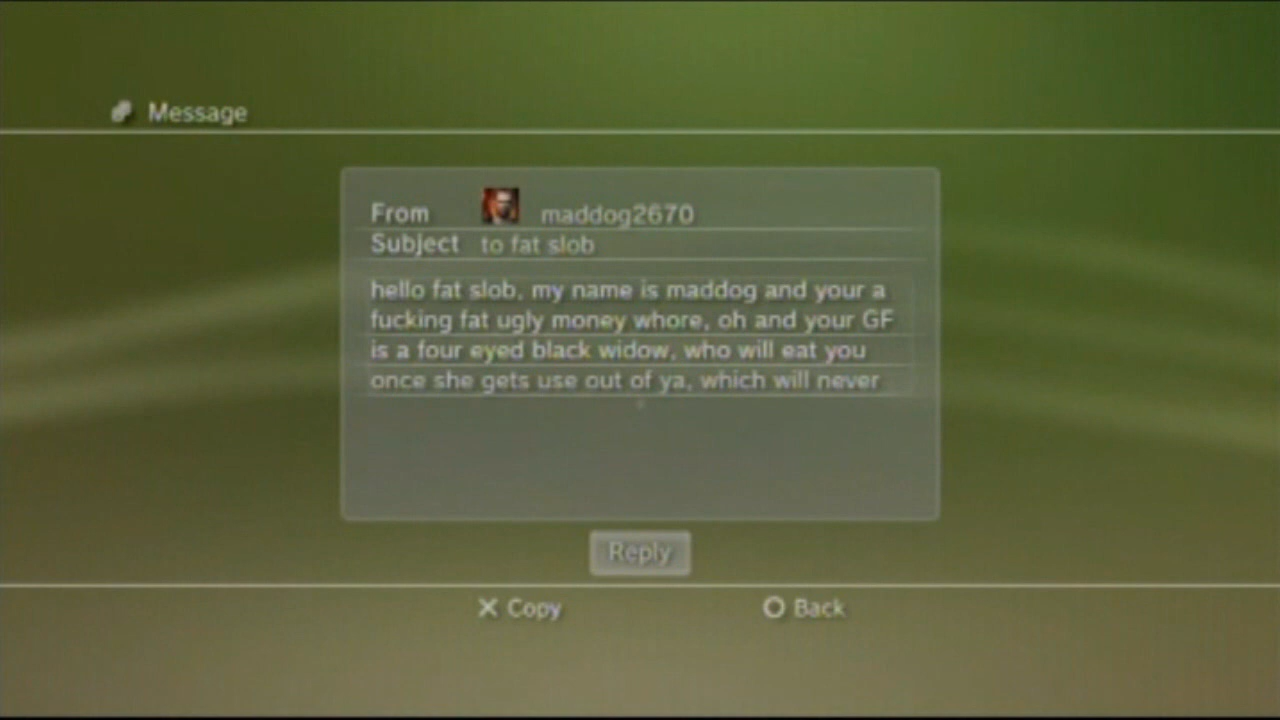 Message
From maddog2670
Subject to fat slob
hello fat slob, my name is maddog and your a
fucking fat ugly money whore, oh and your GF
is a four eyed black widow, who will eat you
once she gets use out of ya, which will never
Reply
Copy
Back